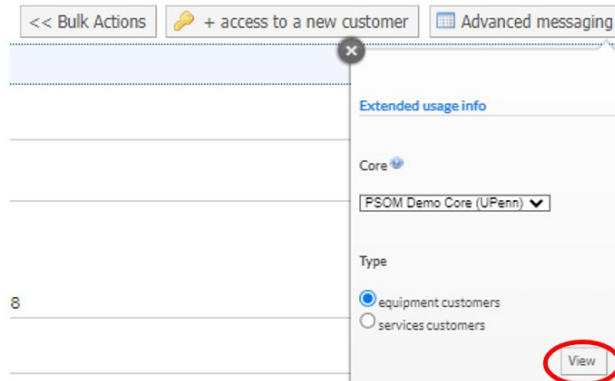 << Bulk Actions + access to a new customer Advanced messaging
Extended usage info
Core
PSOM Demo Core (UPenn)
Type
8
equipment customers
services customers
View